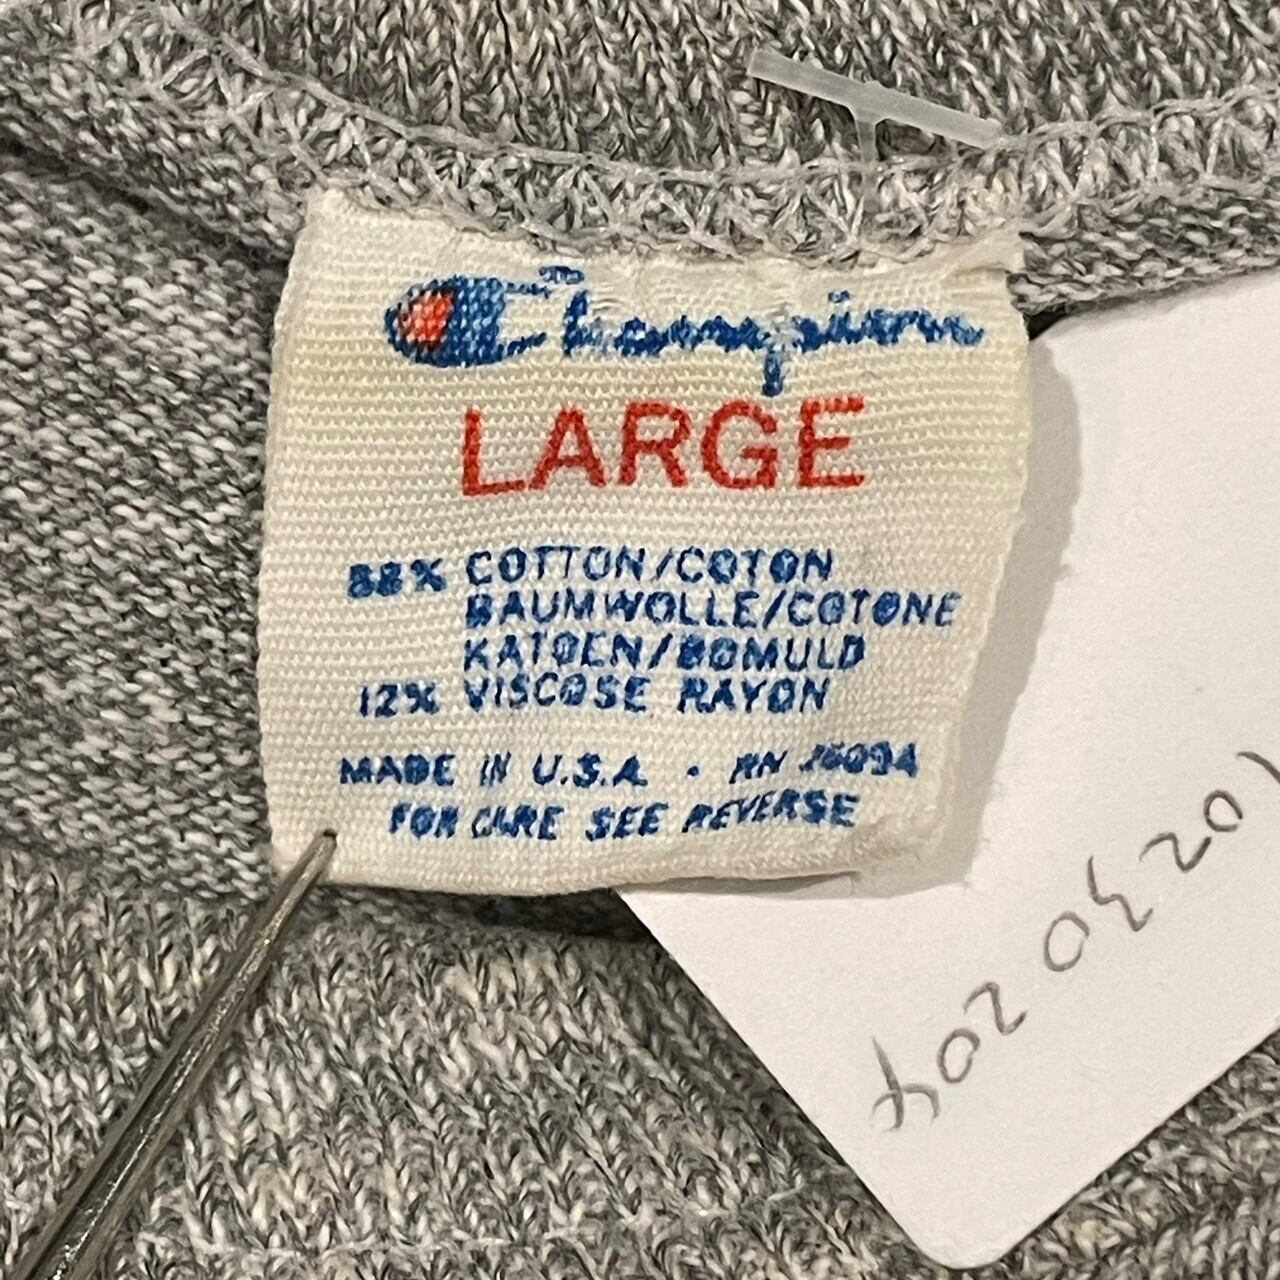 Champion
LARGE
88% COTTON/COTON
BAUMWOLLE/COTONE
KATOEN/BOMULD
12% VISCOSE RAYON
MADE IN U.S.A. · RN 26094
FOR CARE SEE REVERSE